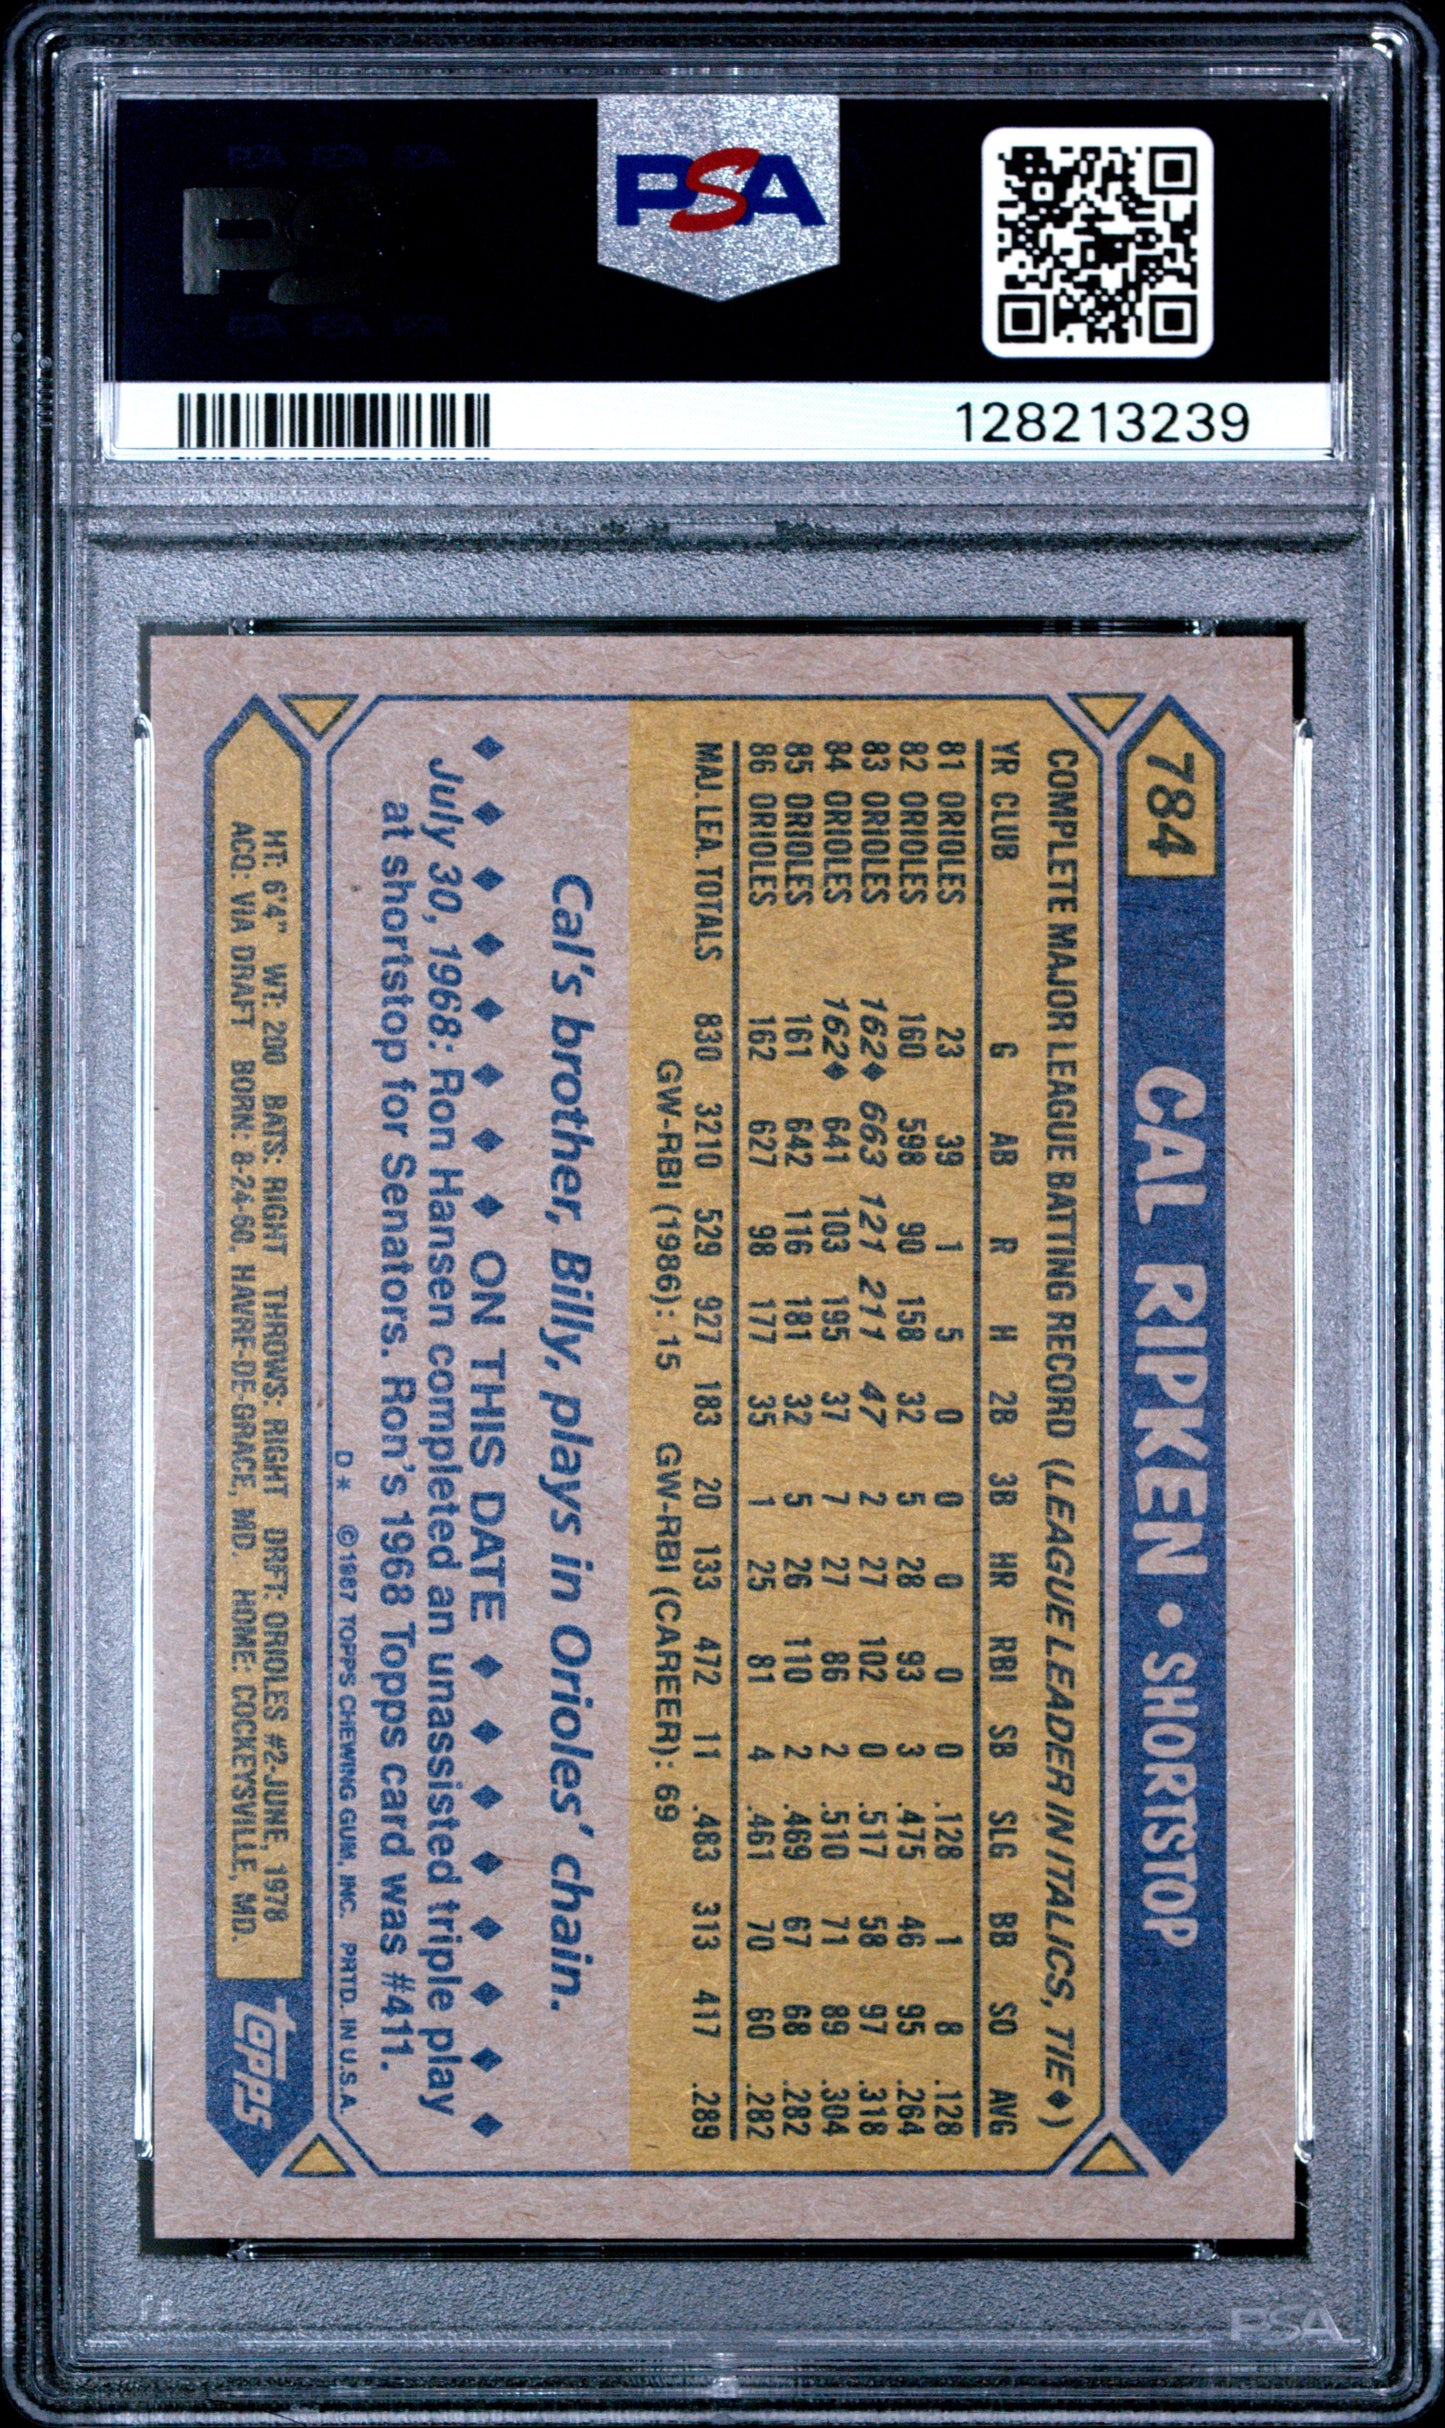 PSA
128213239
784 CAL RIPKEN • SHORTSTOP
COMPLETE MAJOR LEAGUE BATTING RECORD (LEAGUE LEADER IN ITALICS, TIE♦)
YR CLUB G AB R H 2B 3B HR RBI SB SLG BB SO AVG
81 ORIOLES 23 39 1 5 0 0 0 0 0 .128 1 8 .128
82 ORIOLES 160 598 90 158 32 5 28 93 3 .475 46 95 .264
83 ORIOLES 162♦ 663 121 211 47 2 27 102 0 .517 58 97 .318
84 ORIOLES 162♦ 641 103 195 37 7 27 86 2 .510 71 89 .304
85 ORIOLES 161 642 116 181 32 5 26 110 2 .469 67 68 .282
86 ORIOLES 162 627 98 177 35 1 25 81 4 .461 70 60 .282
MAJ. LEA. TOTALS 830 3210 529 927 183 20 133 472 11 .483 313 417 .289
GW-RBI (1986): 15 GW-RBI (CAREER): 69
Cal's brother, Billy, plays in Orioles' chain.
♦ ♦ ♦ ♦ ♦ ♦ ♦ ♦ ON THIS DATE ♦ ♦ ♦ ♦ ♦ ♦ ♦ ♦
July 30, 1968: Ron Hansen completed an unassisted triple play
at shortstop for Senators. Ron's 1968 Topps card was #411.
D* ©1987 TOPPS CHEWING GUM, INC. PRTD. IN U.S.A.
HT: 6'4" WT: 200 BATS: RIGHT THROWS: RIGHT DRFT: ORIOLES #2-JUNE, 1978
ACQ: VIA DRAFT BORN: 8-24-60, HAVRE-DE-GRACE, MD. HOME: COCKEYSVILLE, MD.
topps
PSA